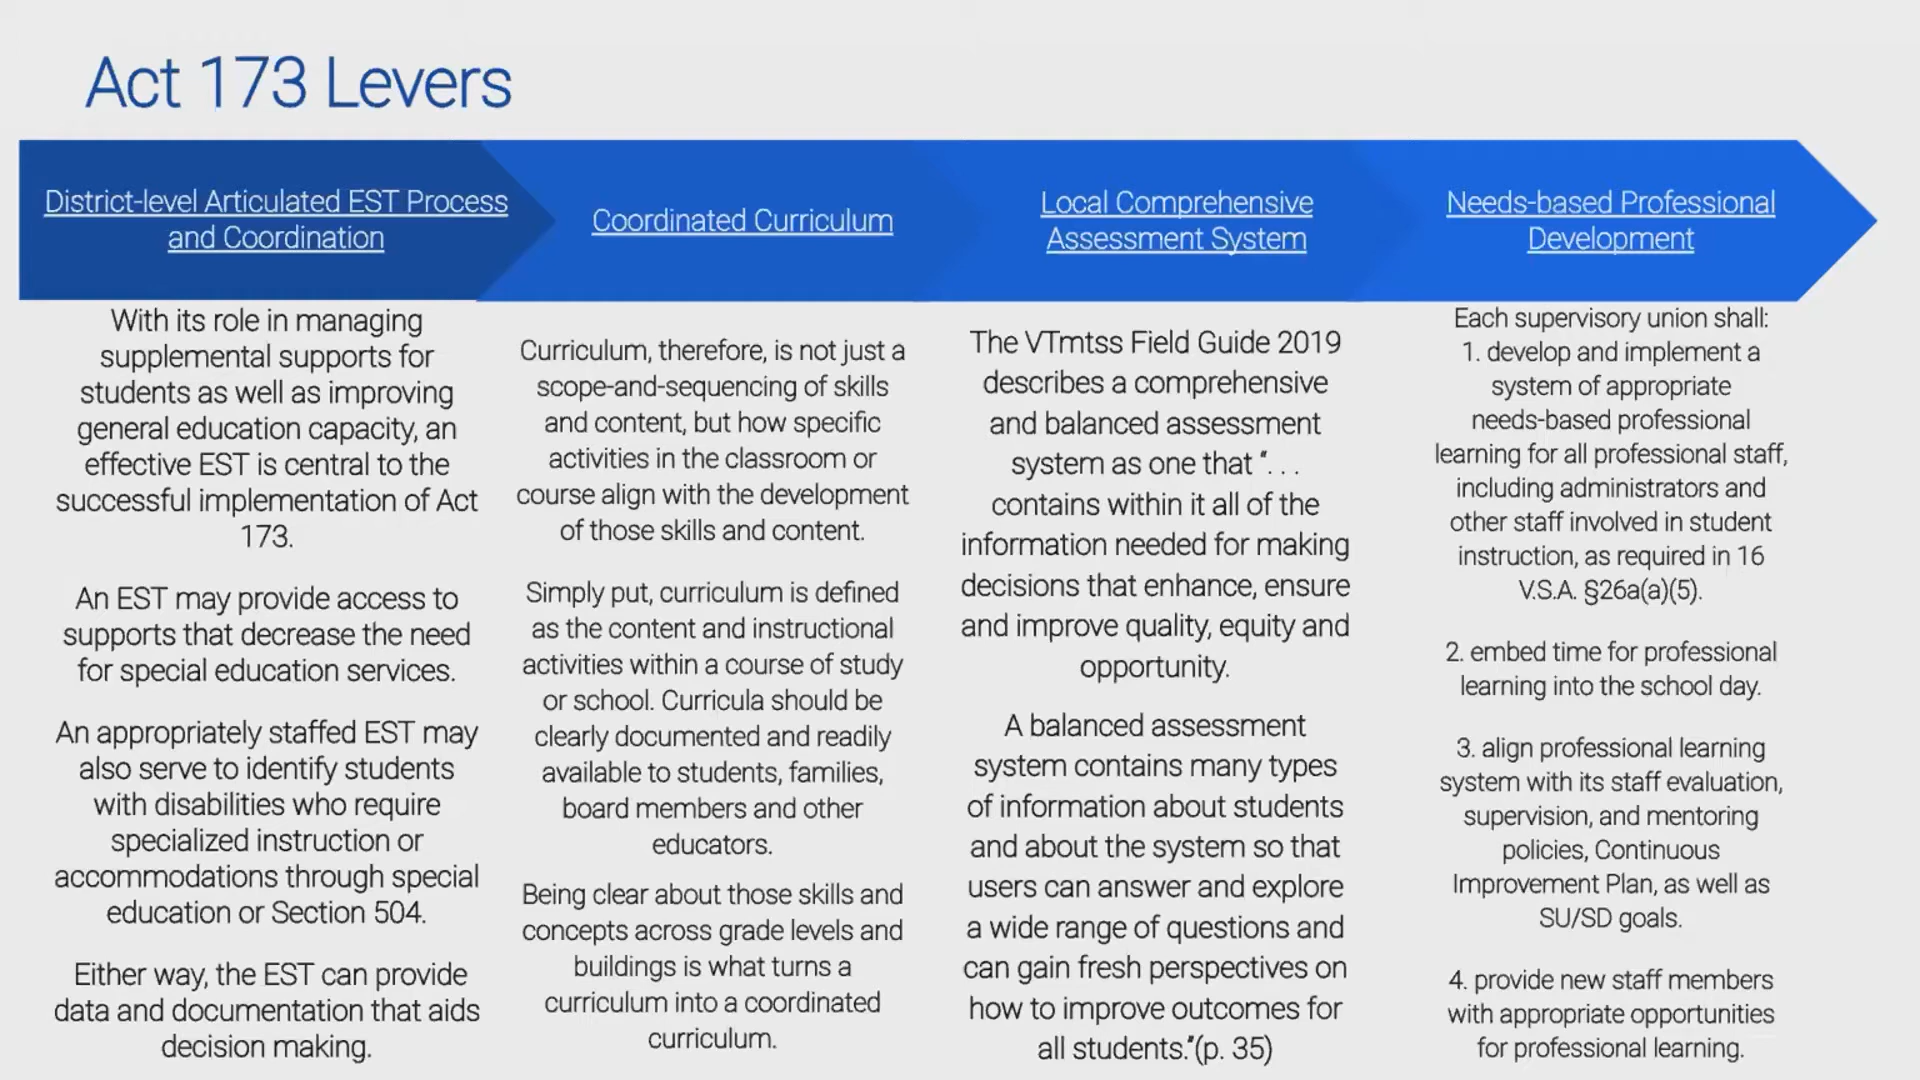 Act 173 Levers
District-level Articulated EST Process
and Coordination
With its role in managing
supplemental supports for
students as well as improving
general education capacity, an
effective EST is central to the
successful implementation of Act
173.
An EST may provide access to
supports that decrease the need
for special education services.
An appropriately staffed EST may
also serve to identify students
with disabilities who require
specialized instruction or
accommodations through special
education or Section 504.
Either way, the EST can provide
data and documentation that aids
decision making.
Coordinated Curriculum
Curriculum, therefore, is not just a
scope-and-sequencing of skills
and content, but how specific
activities in the classroom or
course align with the development
of those skills and content.
Simply put, curriculum is defined
as the content and instructional
activities within a course of study
or school. Curricula should be
clearly documented and readily
available to students, families,
board members and other
educators.
Being clear about those skills and
concepts across grade levels and
buildings is what turns a
curriculum into a coordinated
curriculum.
Local Comprehensive
Assessment System
The VTmtss Field Guide 2019
describes a comprehensive
and balanced assessment
system as one that “. . .
contains within it all of the
information needed for making
decisions that enhance, ensure
and improve quality, equity and
opportunity.
A balanced assessment
system contains many types
of information about students
and about the system so that
users can answer and explore
a wide range of questions and
can gain fresh perspectives on
how to improve outcomes for
all students.”(p. 35)
Needs-based Professional
Development
Each supervisory union shall:
1. develop and implement a
system of appropriate
needs-based professional
learning for all professional staff,
including administrators and
other staff involved in student
instruction, as required in 16
V.S.A. §26a(a)(5).
2. embed time for professional
learning into the school day.
3. align professional learning
system with its staff evaluation,
supervision, and mentoring
policies, Continuous
Improvement Plan, as well as
SU/SD goals.
4. provide new staff members
with appropriate opportunities
for professional learning.